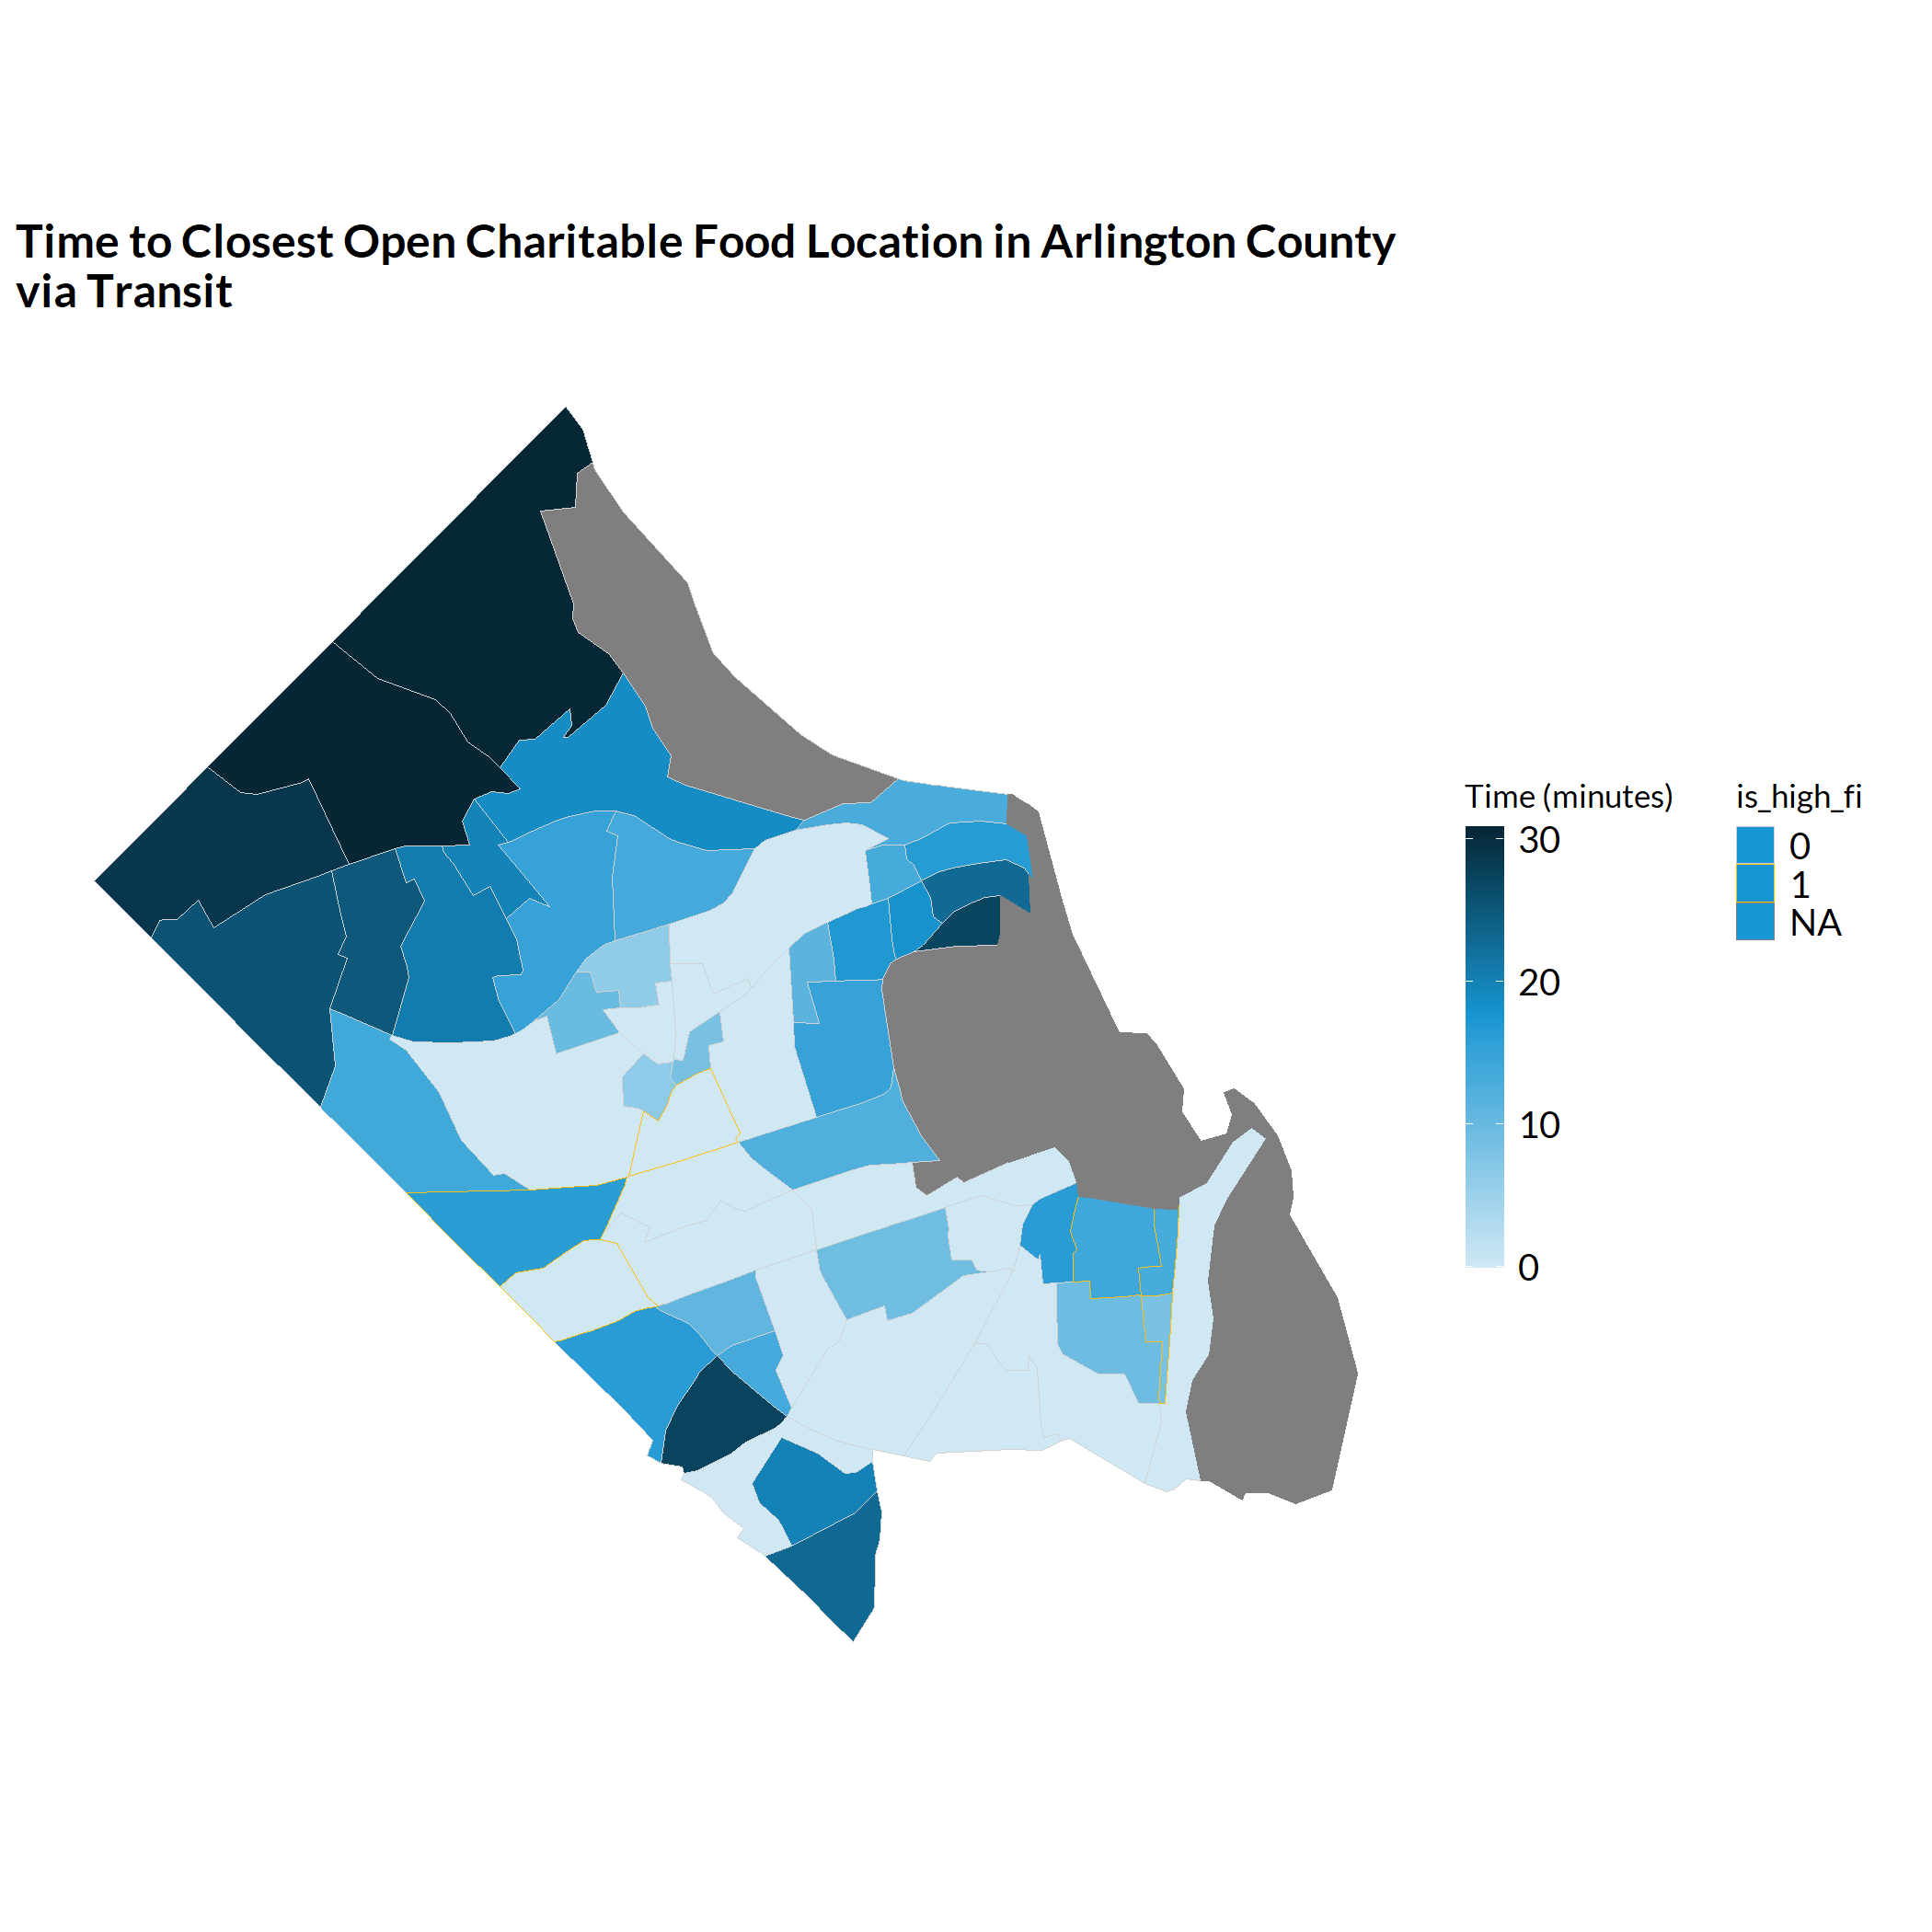 Time to Closest Open Charitable Food Location in Arlington County
via Transit
Time (minutes)
30
20
10
0
is_high_fi
0
1
NA